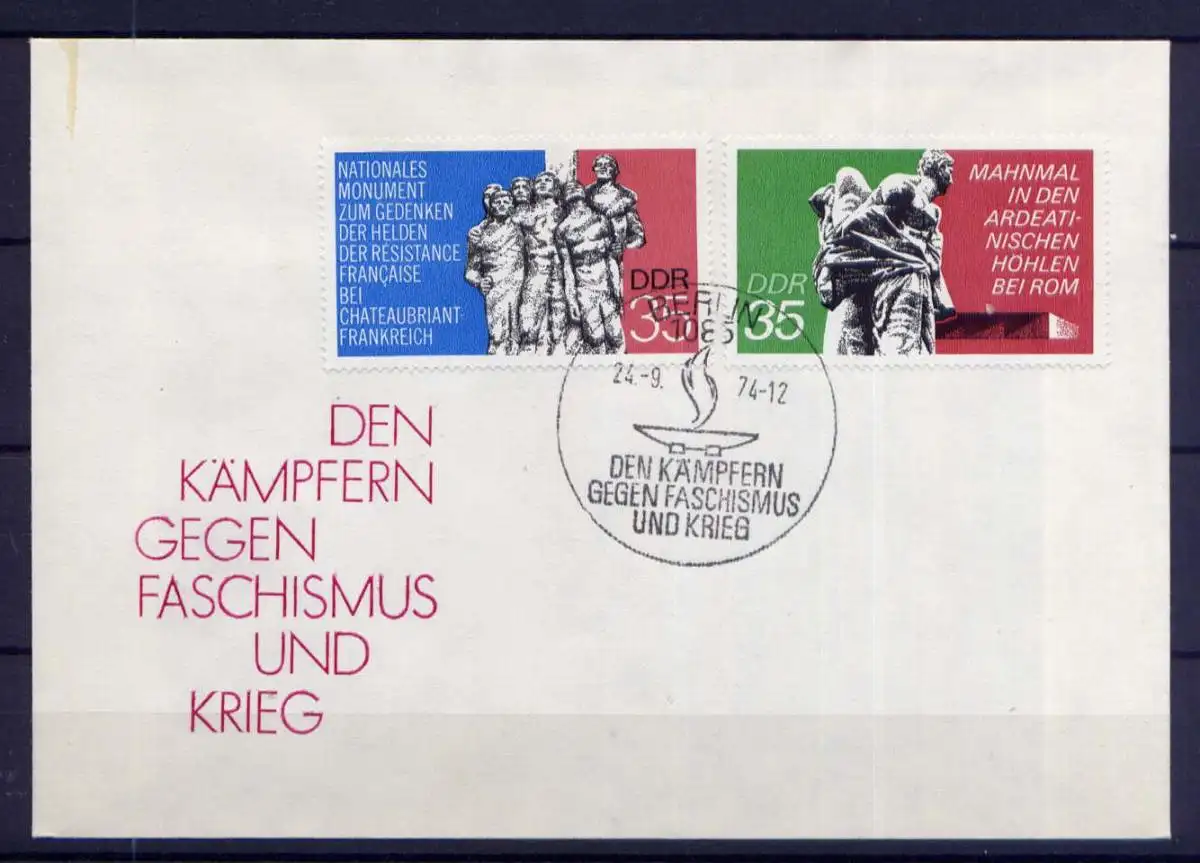 NATIONALES
MONUMENT
ZUM GEDENKEN
DER HELDEN
DER RÉSISTANCE
FRANÇAISE
BEI
CHATEAUBRIANT-
FRANKREICH
DDR
35
MAHNMAL
IN DEN
ARDEATI-
NISCHEN
HÖHLEN
BEI ROM
DDR
35
BERLIN
1085
24.-9. 74-12
DEN KÄMPFERN
GEGEN FASCHISMUS
UND KRIEG
DEN
KÄMPFERN
GEGEN
FASCHISMUS
UND
KRIEG